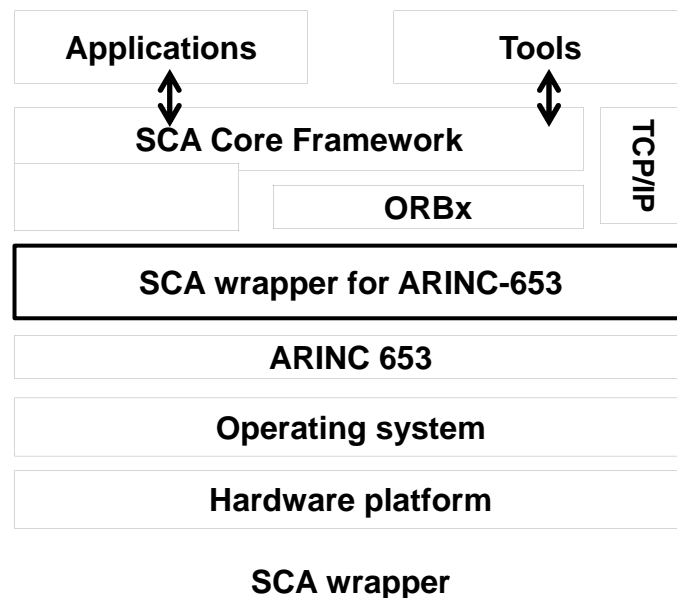 Applications
Tools
SCA Core Framework
TCP/IP
ORBx
SCA wrapper for ARINC-653
ARINC 653
Operating system
Hardware platform
SCA wrapper